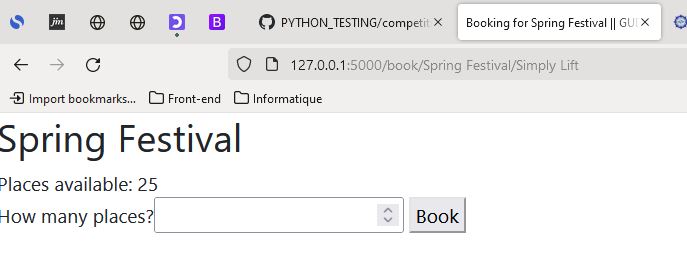 jm
B
PYTHON_TESTING/competit
Booking for Spring Festival || GUI
127.0.0.1:5000/book/Spring Festival/Simply Lift
Import bookmarks...
Front-end
Informatique
Spring Festival
Places available: 25
How many places?
Book